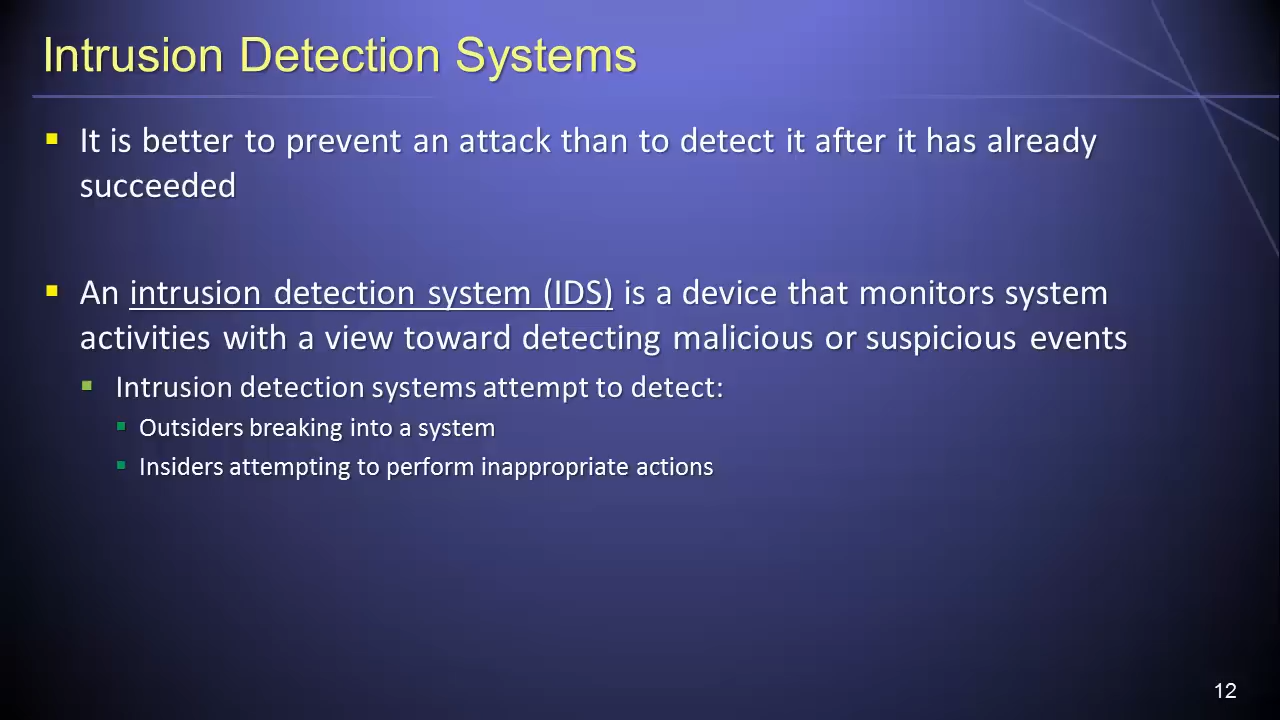 Intrusion Detection Systems
It is better to prevent an attack than to detect it after it has already
succeeded
An intrusion detection system (IDS) is a device that monitors system
activities with a view toward detecting malicious or suspicious events
Intrusion detection systems attempt to detect:
Outsiders breaking into a system
Insiders attempting to perform inappropriate actions
12